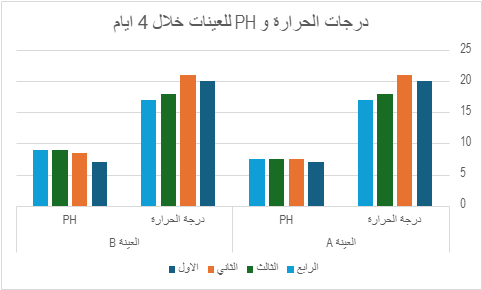 درجات الحرارة و PH للعينات خلال 4 ايام
25
20
15
10
5
0
درجة الحرارة
PH
درجة الحرارة
PH
العينة A
العينة B
الاول
الثاني
الثالث
الرابع